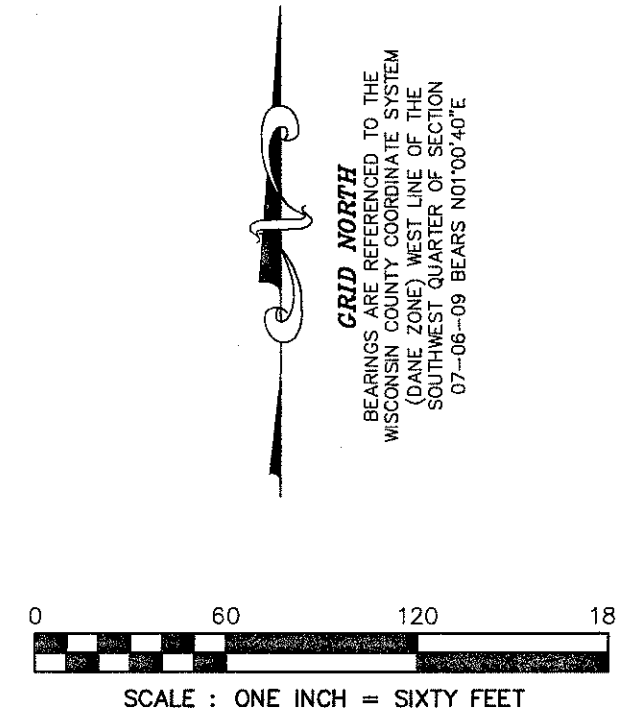 GRID NORTH
BEARINGS ARE REFERENCED TO THE
WISCONSIN COUNTY COORDINATE SYSTEM
(DANE ZONE) WEST LINE OF THE
SOUTHWEST QUARTER OF SECTION
07-06-09 BEARS N01°00'40"E
0 60 120 18
SCALE : ONE INCH = SIXTY FEET